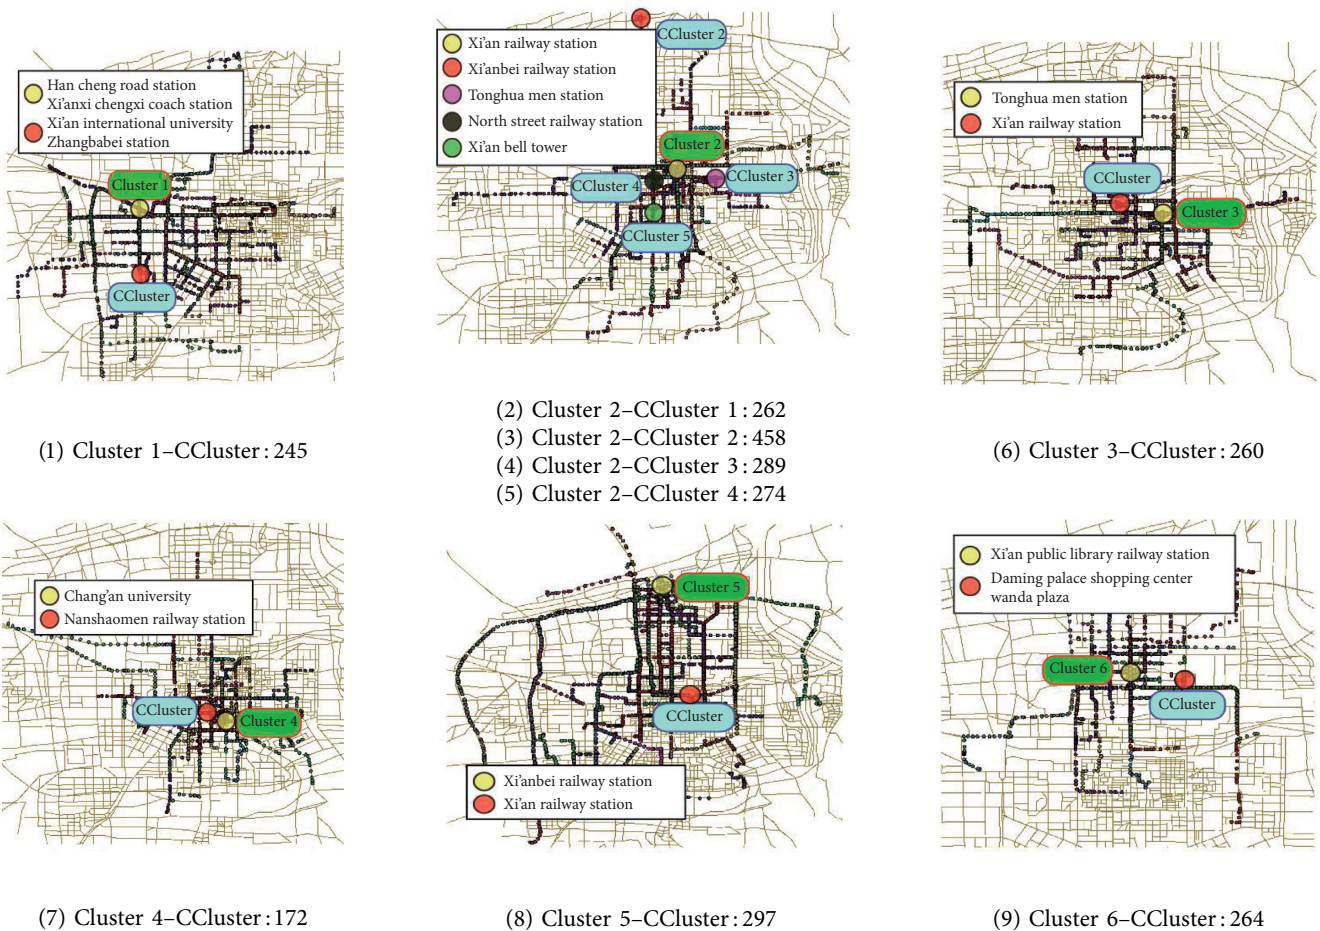 Han cheng road station
Xi'anxi chengxi coach station
Xi'an international university
Zhangbabei station
Cluster 1
CCluster
(1) Cluster 1–CCluster : 245
Xi'an railway station
Xi'anbei railway station
Tonghua men station
North street railway station
Xi'an bell tower
CCluster 2
Cluster 2
CCluster 3
CCluster 4
CCluster 5
(2) Cluster 2–CCluster 1 : 262
(3) Cluster 2–CCluster 2 : 458
(4) Cluster 2–CCluster 3 : 289
(5) Cluster 2–CCluster 4 : 274
Tonghua men station
Xi'an railway station
CCluster
Cluster 3
(6) Cluster 3–CCluster : 260
Chang'an university
Nanshaomen railway station
CCluster
Cluster 4
(7) Cluster 4–CCluster : 172
Cluster 5
CCluster
Xi'anbei railway station
Xi'an railway station
(8) Cluster 5–CCluster : 297
Xi'an public library railway station
Daming palace shopping center
wanda plaza
Cluster 6
CCluster
(9) Cluster 6–CCluster : 264